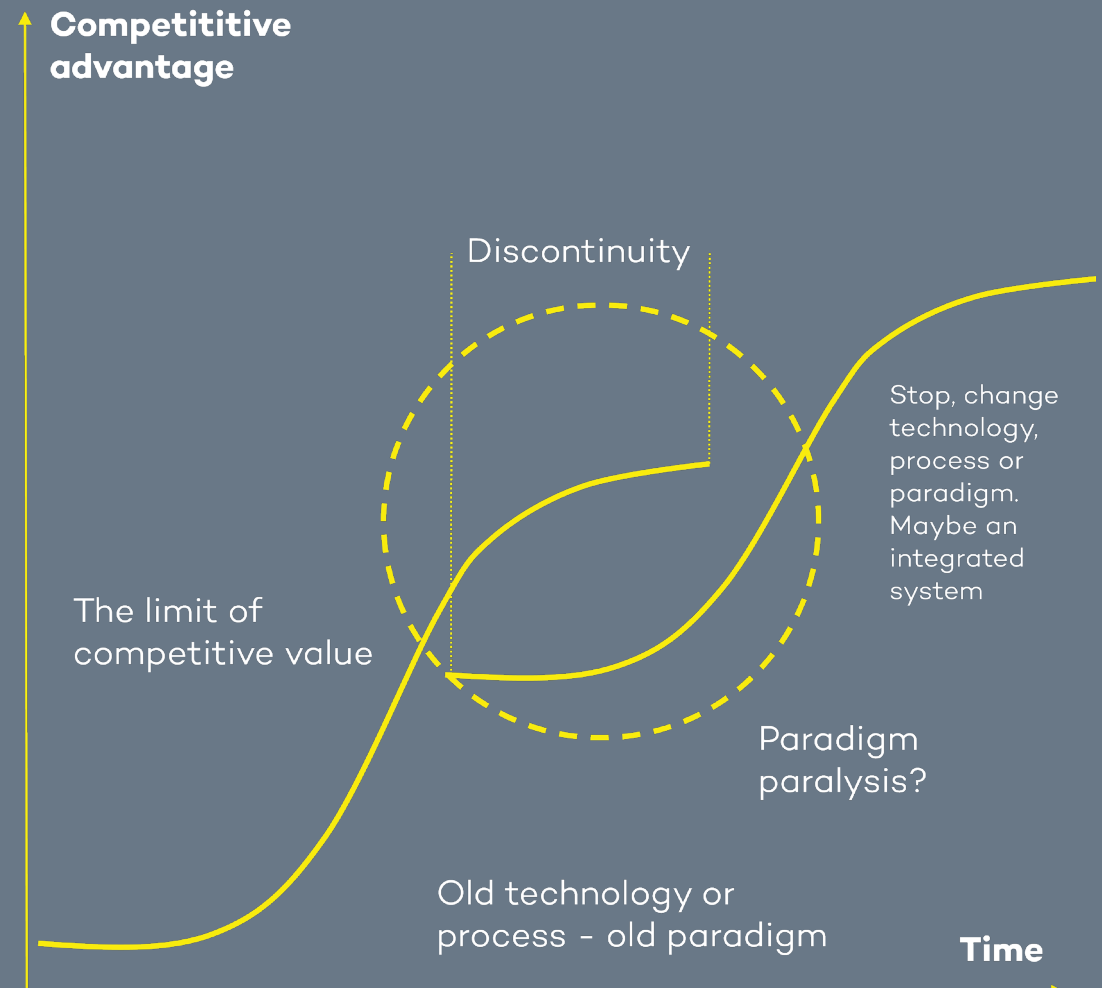 Competititive
advantage
Discontinuity
Stop, change
technology,
process or
paradigm.
Maybe an
integrated
system
The limit of
competitive value
Paradigm
paralysis?
Old technology or
process - old paradigm
Time